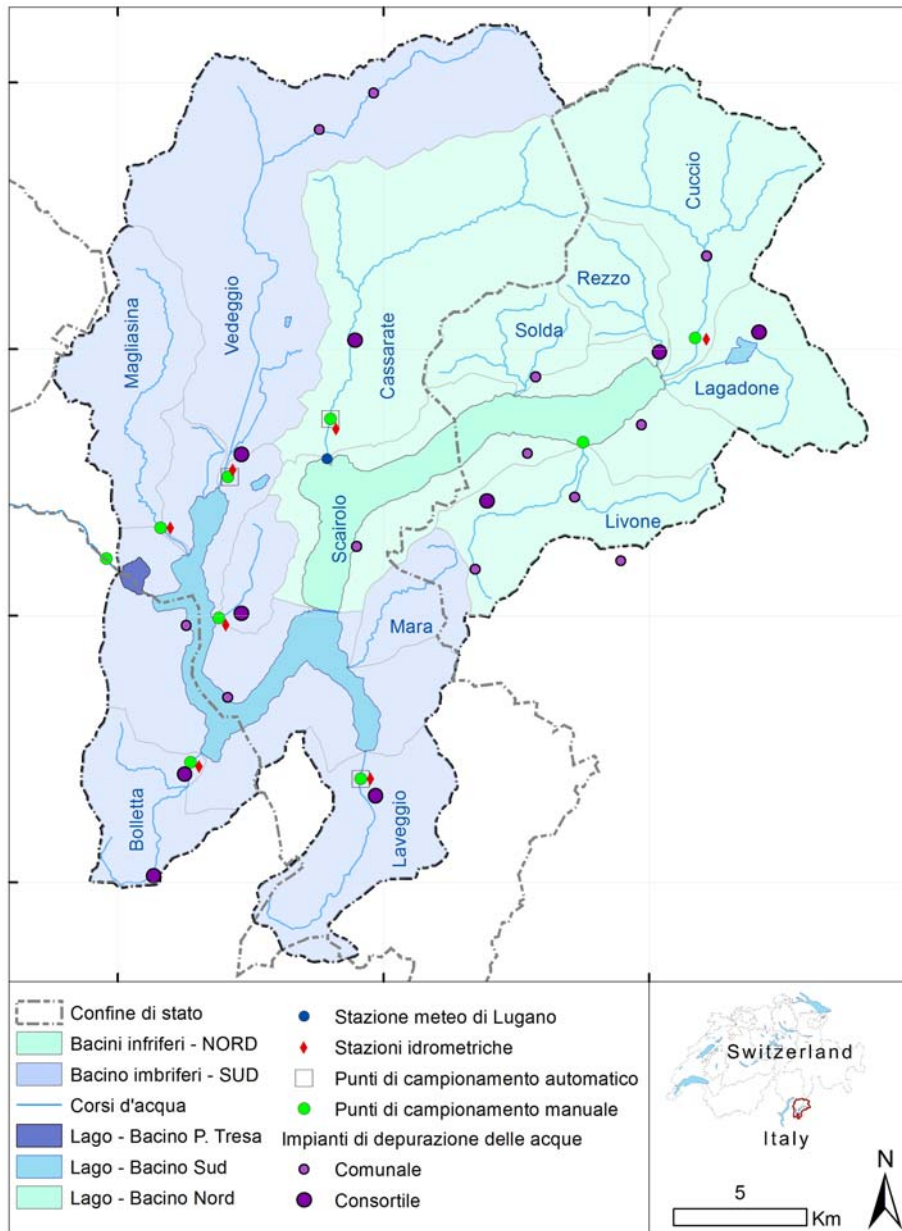 Cuccio
Rezzo
Solda
Magliasina
Vedeggio
Cassarate
Lagadone
Scairolo
Livone
Mara
Bolletta
Laveggio
Confine di stato
Bacini infriferi - NORD
Bacino imbriferi - SUD
Corsi d'acqua
Lago - Bacino P. Tresa
Lago - Bacino Sud
Lago - Bacino Nord
Stazione meteo di Lugano
Stazioni idrometriche
Punti di campionamento automatico
Punti di campionamento manuale
Impianti di depurazione delle acque
Comunale
Consortile
Switzerland
Italy
N
5
Km